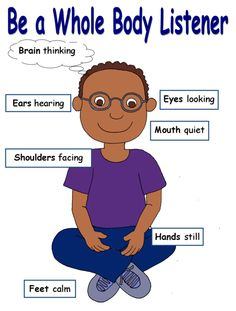 Be a Whole Body Listener
Brain thinking
Ears hearing
Eyes looking
Mouth quiet
Shoulders facing
Hands still
Feet calm